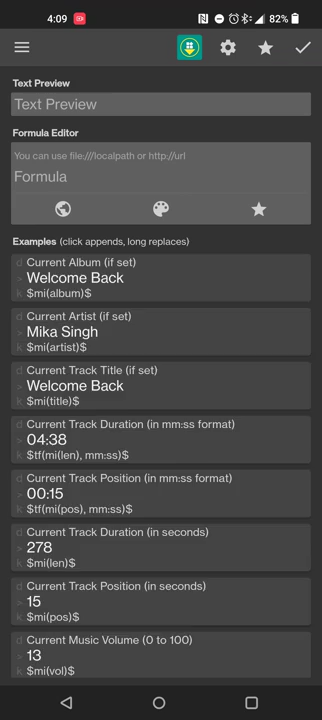 4:09
82%
Text Preview
Text Preview
Formula Editor
You can use file:///localpath or http://url
Formula
Examples (click appends, long replaces)
d Current Album (if set)
> Welcome Back
k $mi(album)$
d Current Artist (if set)
> Mika Singh
k $mi(artist)$
d Current Track Title (if set)
> Welcome Back
k $mi(title)$
d Current Track Duration (in mm:ss format)
> 04:38
k $tf(mi(len), mm:ss)$
d Current Track Position (in mm:ss format)
> 00:15
k $tf(mi(pos), mm:ss)$
d Current Track Duration (in seconds)
> 278
k $mi(len)$
d Current Track Position (in seconds)
> 15
k $mi(pos)$
d Current Music Volume (0 to 100)
> 13
k $mi(vol)$